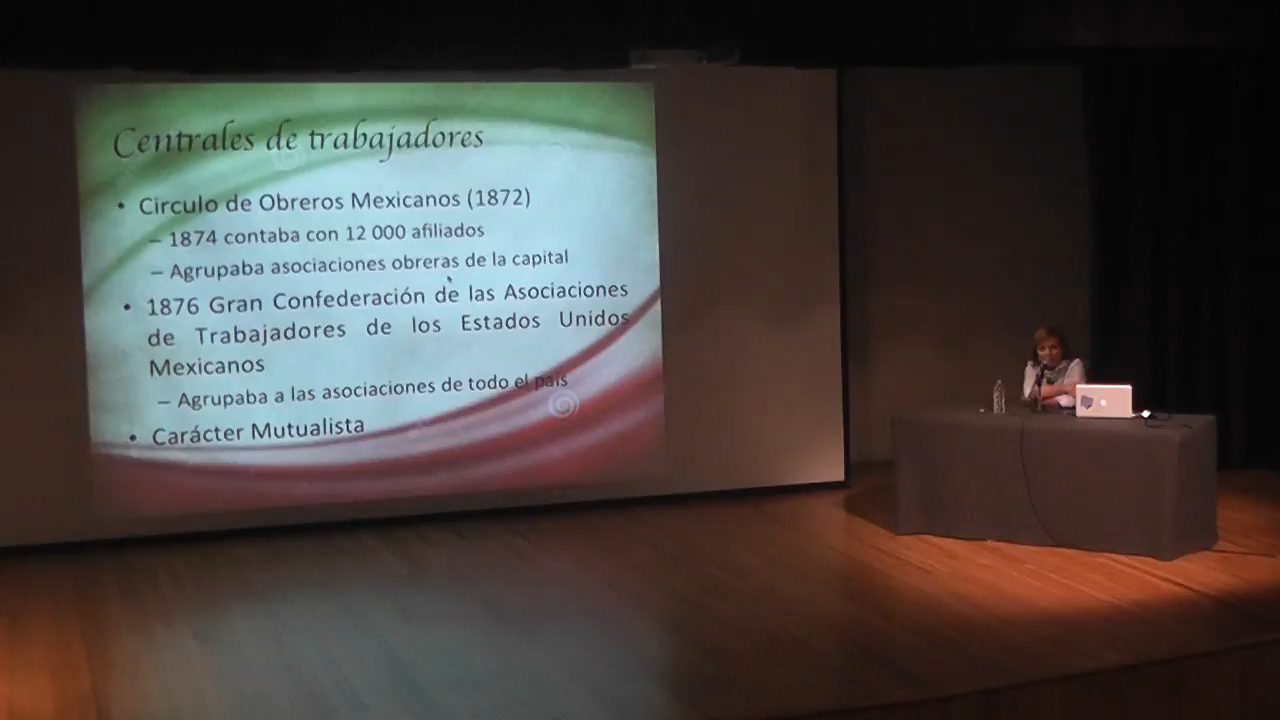 Centrales de trabajadores
• Circulo de Obreros Mexicanos (1872)
– 1874 contaba con 12 000 afiliados
– Agrupaba asociaciones obreras de la capital
• 1876 Gran Confederación de las Asociaciones
de Trabajadores de los Estados Unidos
Mexicanos
– Agrupaba a las asociaciones de todo el país
• Carácter Mutualista